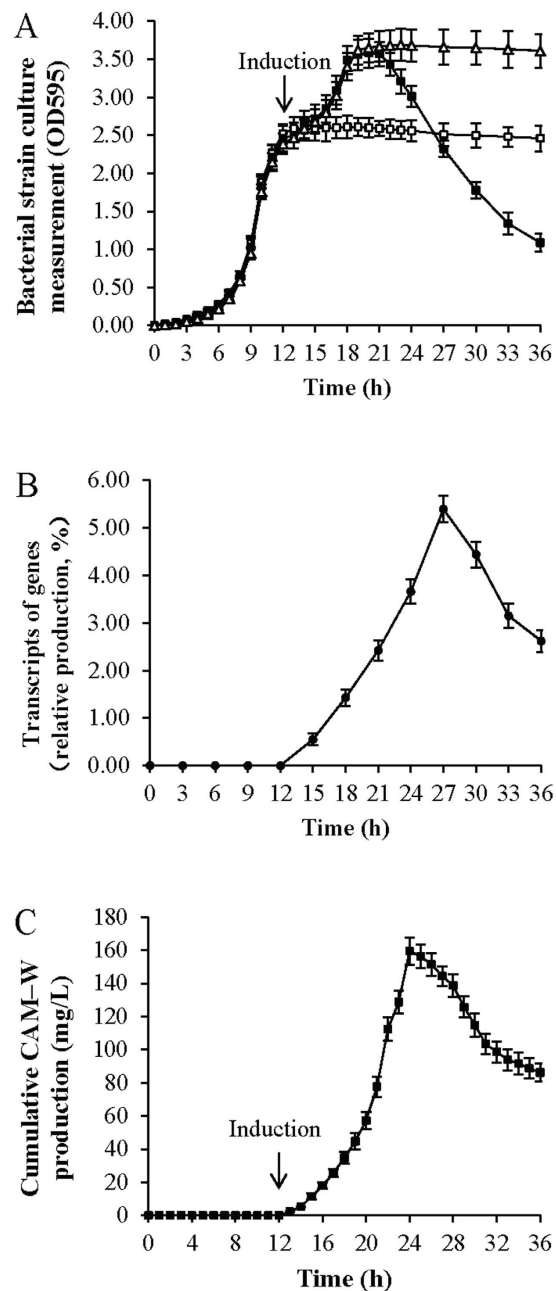 A
Bacterial strain culture
measurement (OD595)
4.00
3.50
3.00
2.50
2.00
1.50
1.00
0.50
0.00
Induction
0 3 6 9 12 15 18 21 24 27 30 33 36
Time (h)
B
Transcripts of genes
(relative production, %)
6.00
5.00
4.00
3.00
2.00
1.00
0.00
0 3 6 9 12 15 18 21 24 27 30 33 36
Time (h)
C
Cumulative CAM–W
production (mg/L)
180
160
140
120
100
80
60
40
20
0
Induction
0 4 8 12 16 20 24 28 32 36
Time (h)